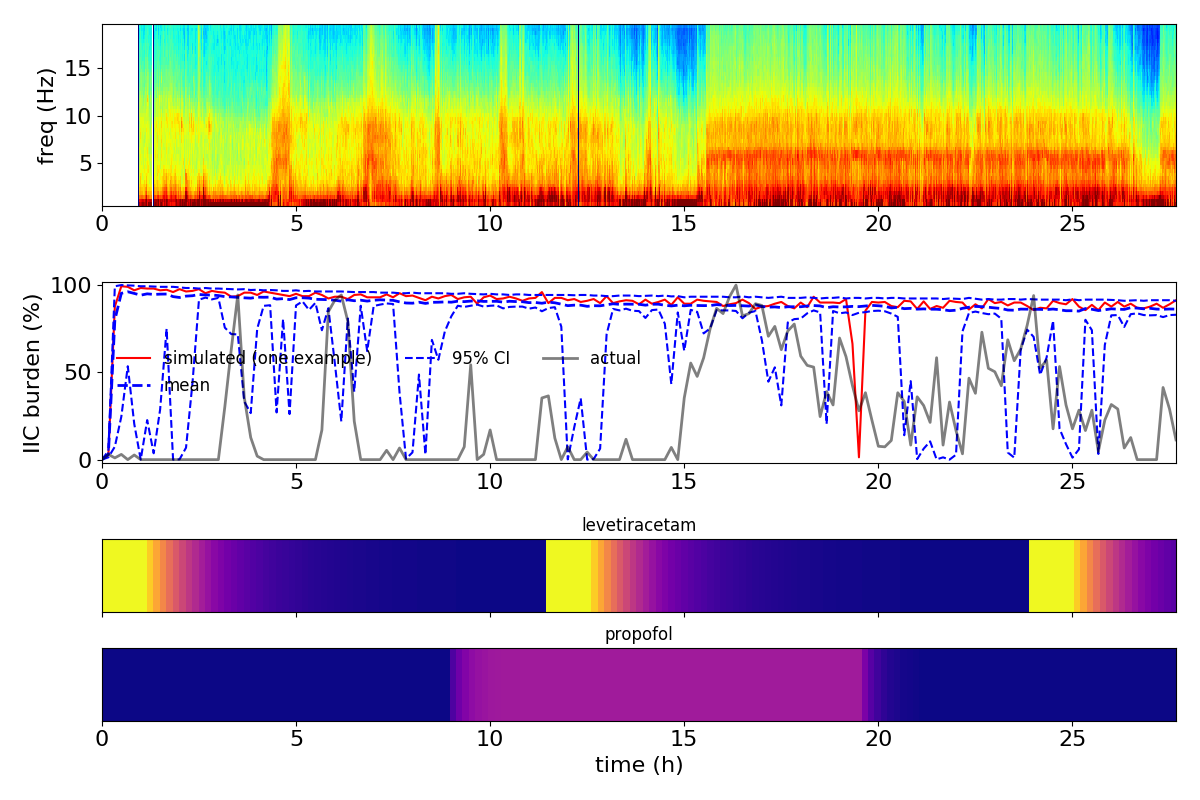 freq (Hz)
15
10
5
0 5 10 15 20 25
IIC burden (%)
100
50
0
simulated (one example) 95% CI actual
mean
0 5 10 15 20 25
levetiracetam
propofol
0 5 10 15 20 25
time (h)